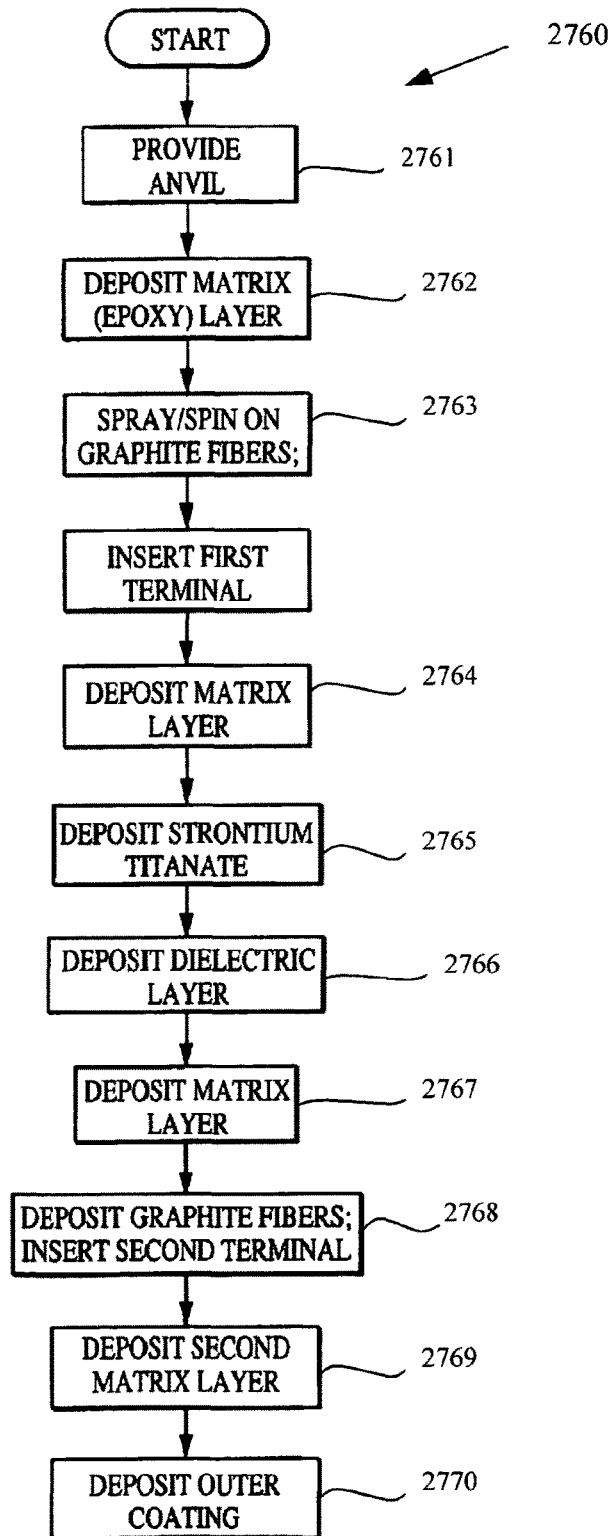 START
2760
PROVIDE
ANVIL
2761
DEPOSIT MATRIX
(EPOXY) LAYER
2762
SPRAY/SPIN ON
GRAPHITE FIBERS;
2763
INSERT FIRST
TERMINAL
DEPOSIT MATRIX
LAYER
2764
DEPOSIT STRONTIUM
TITANATE
2765
DEPOSIT DIELECTRIC
LAYER
2766
DEPOSIT MATRIX
LAYER
2767
DEPOSIT GRAPHITE FIBERS;
INSERT SECOND TERMINAL
2768
DEPOSIT SECOND
MATRIX LAYER
2769
DEPOSIT OUTER
COATING
2770